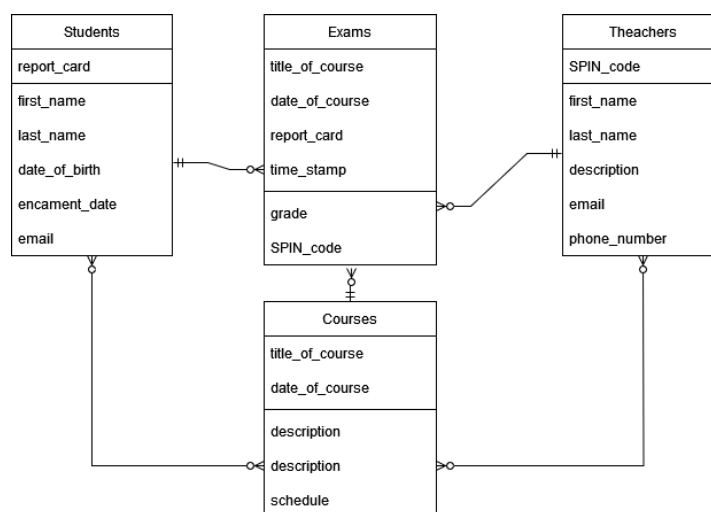 Students
report_card
first_name
last_name
date_of_birth
encament_date
email
Exams
title_of_course
date_of_course
report_card
time_stamp
grade
SPIN_code
Theachers
SPIN_code
first_name
last_name
description
email
phone_number
Courses
title_of_course
date_of_course
description
description
schedule